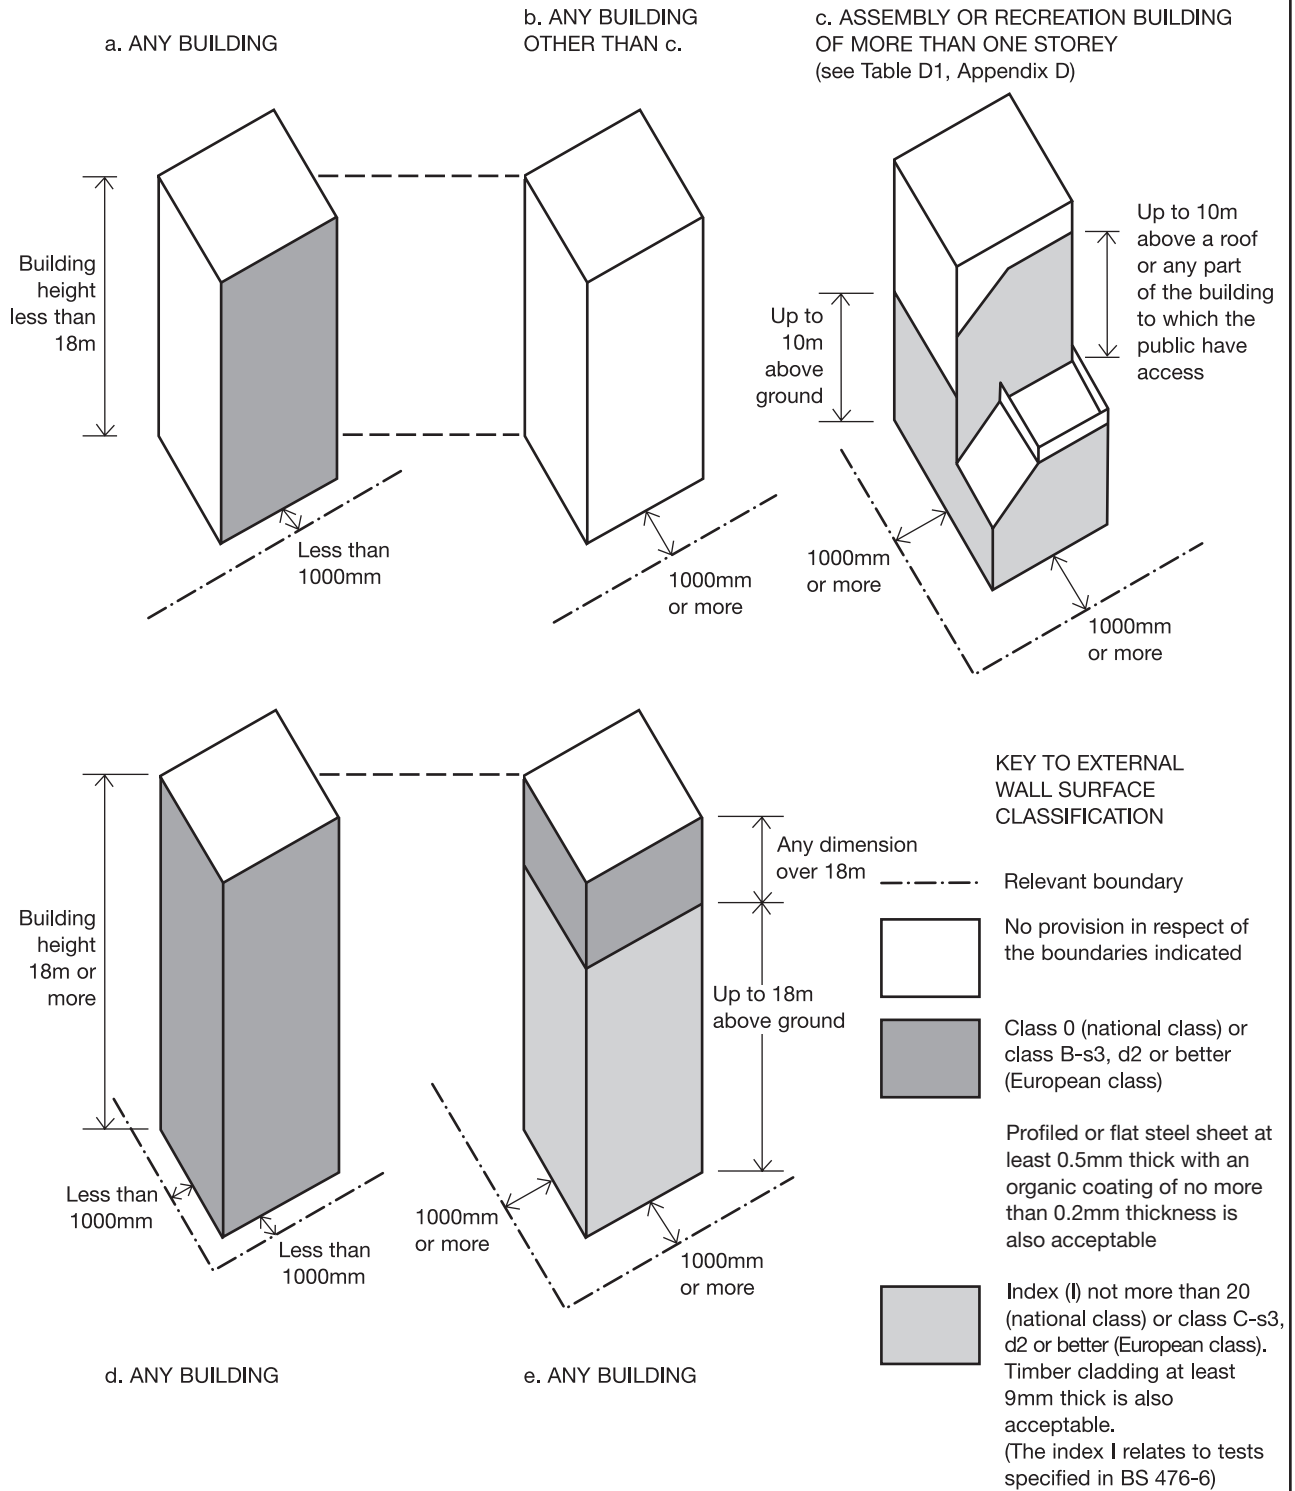 a. ANY BUILDING
b. ANY BUILDING
OTHER THAN c.
c. ASSEMBLY OR RECREATION BUILDING
OF MORE THAN ONE STOREY
(see Table D1, Appendix D)
Building
height
less than
18m
Less than
1000mm
1000mm
or more
Up to
10m
above
ground
Up to 10m
above a roof
or any part
of the building
to which the
public have
access
1000mm
or more
1000mm
or more
Building
height
18m or
more
Less than
1000mm
Less than
1000mm
d. ANY BUILDING
Any dimension
over 18m
Up to 18m
above ground
1000mm
or more
1000mm
or more
e. ANY BUILDING
KEY TO EXTERNAL
WALL SURFACE
CLASSIFICATION
Relevant boundary
No provision in respect of
the boundaries indicated
Class 0 (national class) or
class B-s3, d2 or better
(European class)
Profiled or flat steel sheet at
least 0.5mm thick with an
organic coating of no more
than 0.2mm thickness is
also acceptable
Index (I) not more than 20
(national class) or class C-s3,
d2 or better (European class).
Timber cladding at least
9mm thick is also
acceptable.
(The index I relates to tests
specified in BS 476-6)